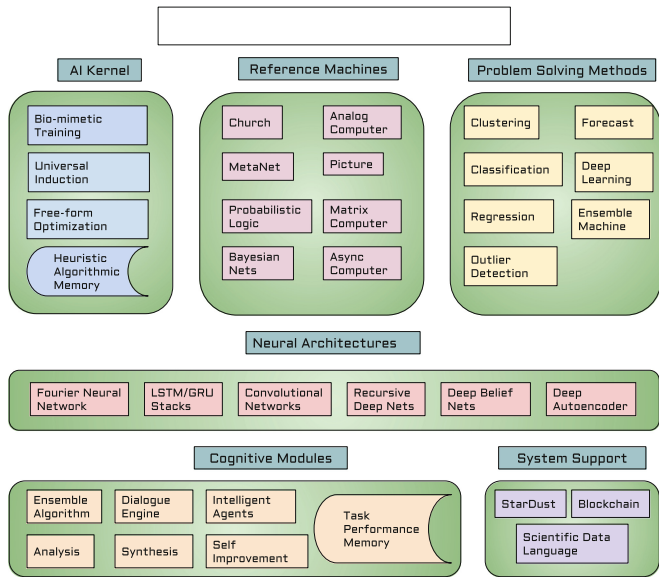 AI Kernel
Reference Machines
Problem Solving Methods
Bio-mimetic
Training
Universal
Induction
Free-form
Optimization
Heuristic
Algorithmic
Memory
Church
Analog
Computer
MetaNet
Picture
Probabilistic
Logic
Matrix
Computer
Bayesian
Nets
Async
Computer
Clustering
Forecast
Classification
Deep
Learning
Regression
Ensemble
Machine
Outlier
Detection
Neural Architectures
Fourier Neural
Network
LSTM/GRU
Stacks
Convolutional
Networks
Recursive
Deep Nets
Deep Belief
Nets
Deep
Autoencoder
Cognitive Modules
System Support
Ensemble
Algorithm
Dialogue
Engine
Intelligent
Agents
Task
Performance
Memory
Analysis
Synthesis
Self
Improvement
StarDust
Blockchain
Scientific Data
Language